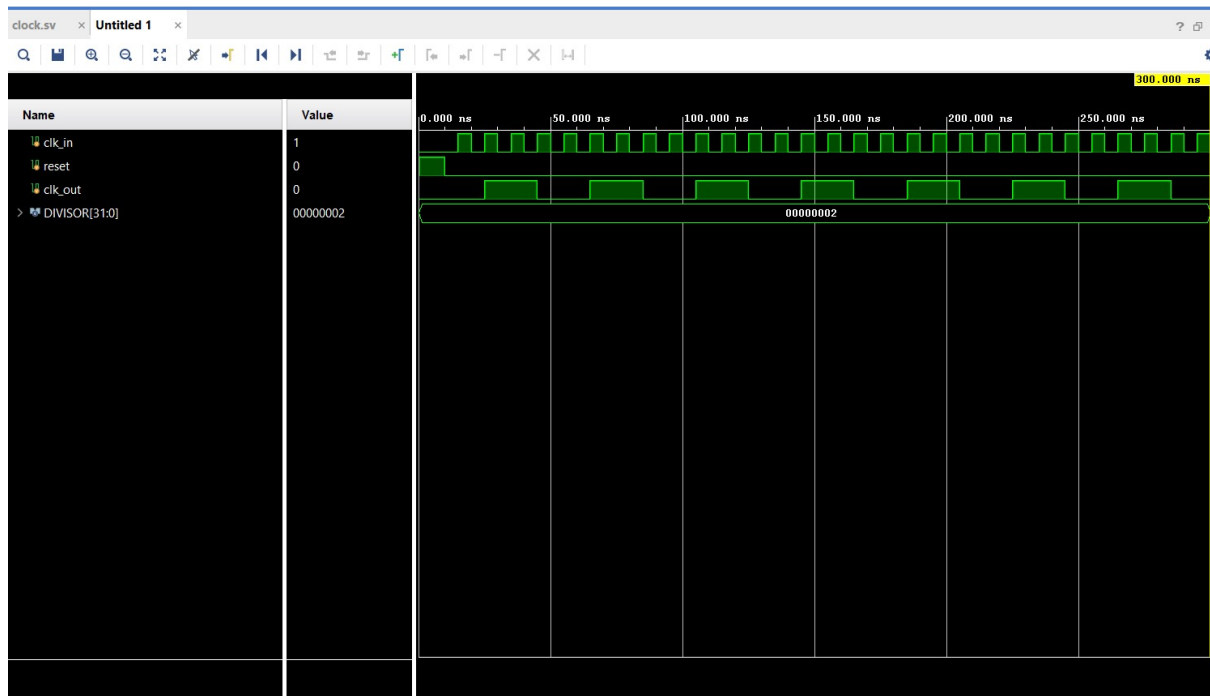 clock.sv × Untitled 1 × ?
300.000 ns
Name Value
0.000 ns 50.000 ns 100.000 ns 150.000 ns 200.000 ns 250.000 ns
clk_in 1
reset 0
clk_out 0
> DIVISOR[31:0] 00000002 00000002